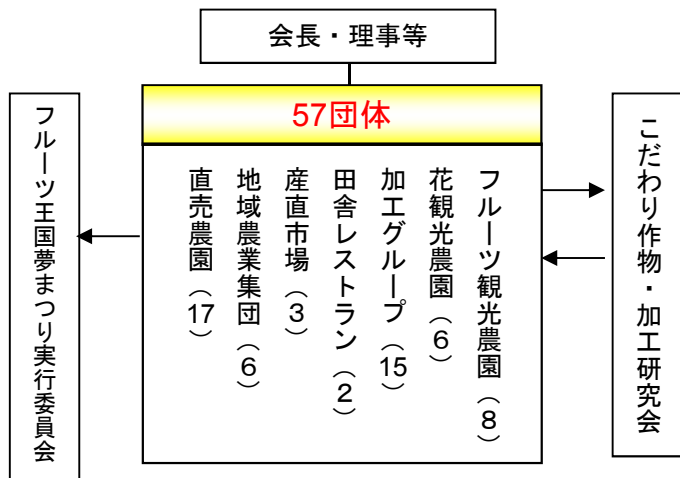 会長・理事等
57団体
フルーツ観光農園（8）
花観光農園（６）
加工グループ（15）
田舎レストラン（２）
産直市場（３）
地域農業集団（６）
直売農園（17）
こだわり作物・加工研究会
フルーツ王国夢まつり実行委員会